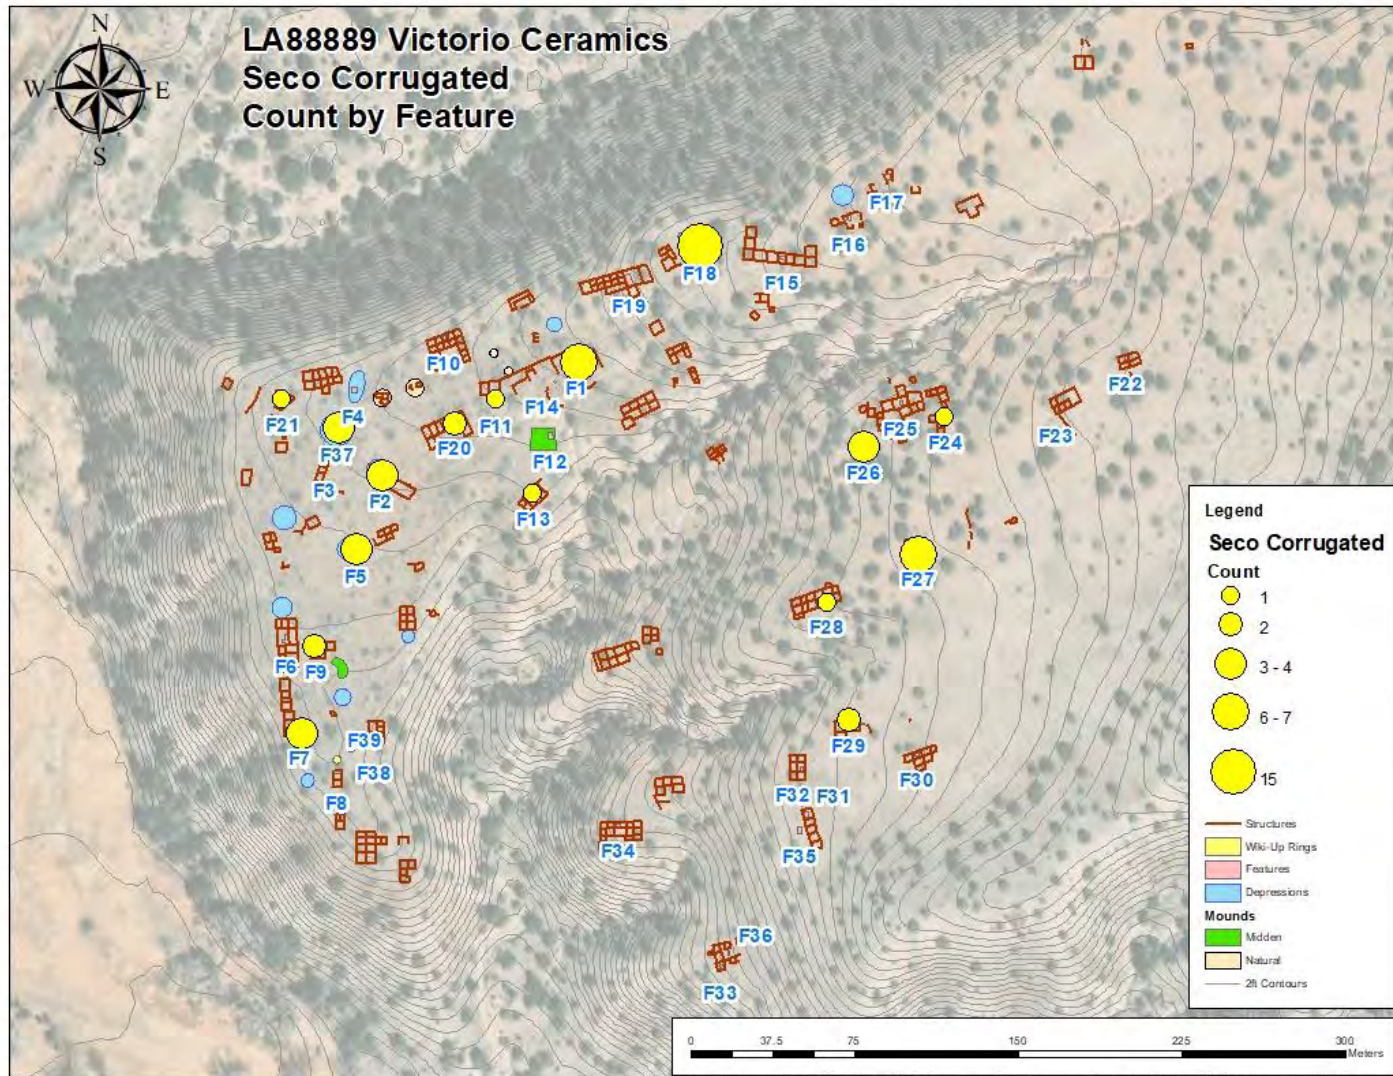 N
W
E
S
LA88889 Victorio Ceramics
Seco Corrugated
Count by Feature
F17
F16
F18
F15
F19
F10
F1
F22
F4
F21
F11
F14
F25
F24
F23
F37
F20
F12
F26
F3
F2
F13
F5
F27
F28
F6
F9
F7
F39
F38
F29
F30
F8
F32
F31
F34
F35
F36
F33
Legend
Seco Corrugated
Count
1
2
3 - 4
6 - 7
15
Structures
Wiki-Up Rings
Features
Depressions
Mounds
Midden
Natural
2ft Contours
0 37.5 75 150 225 300
Meters